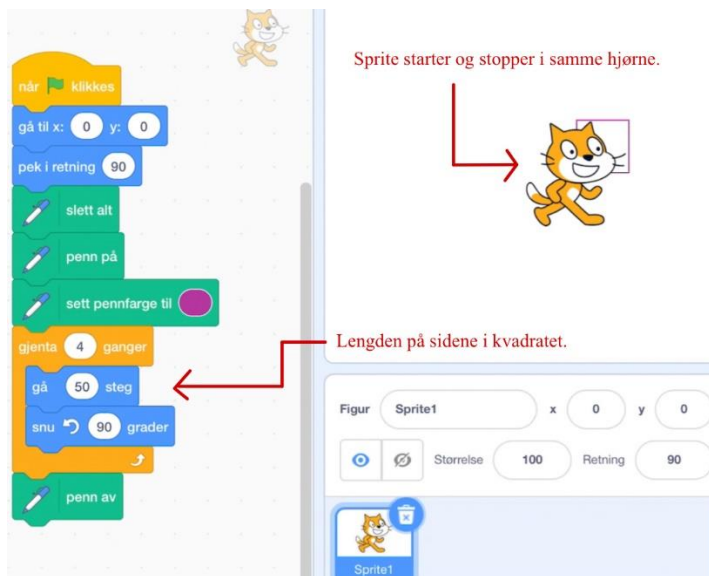 når klikkes
gå til x: 0 y: 0
pek i retning 90
slett alt
penn på
sett pennfarge til
gjenta 4 ganger
gå 50 steg
snu 90 grader
penn av
Sprite starter og stopper i samme hjørne.
Lengden på sidene i kvadratet.
Figur Sprite1 x 0 y 0
Størrelse 100 Retning 90
Sprite1